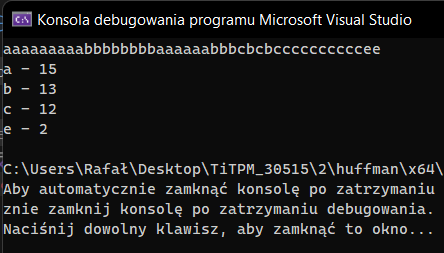 Konsola debugowania programu Microsoft Visual Studio
aaaaaaaaabbbbbbbbaaaaaabbbcbcbccccccccccee
a - 15
b - 13
c - 12
e - 2
C:\Users\Rafał\Desktop\TiTPM_30515\2\huffman\x64\
Aby automatycznie zamknąć konsolę po zatrzymaniu
znie zamknij konsolę po zatrzymaniu debugowania.
Naciśnij dowolny klawisz, aby zamknąć to okno...